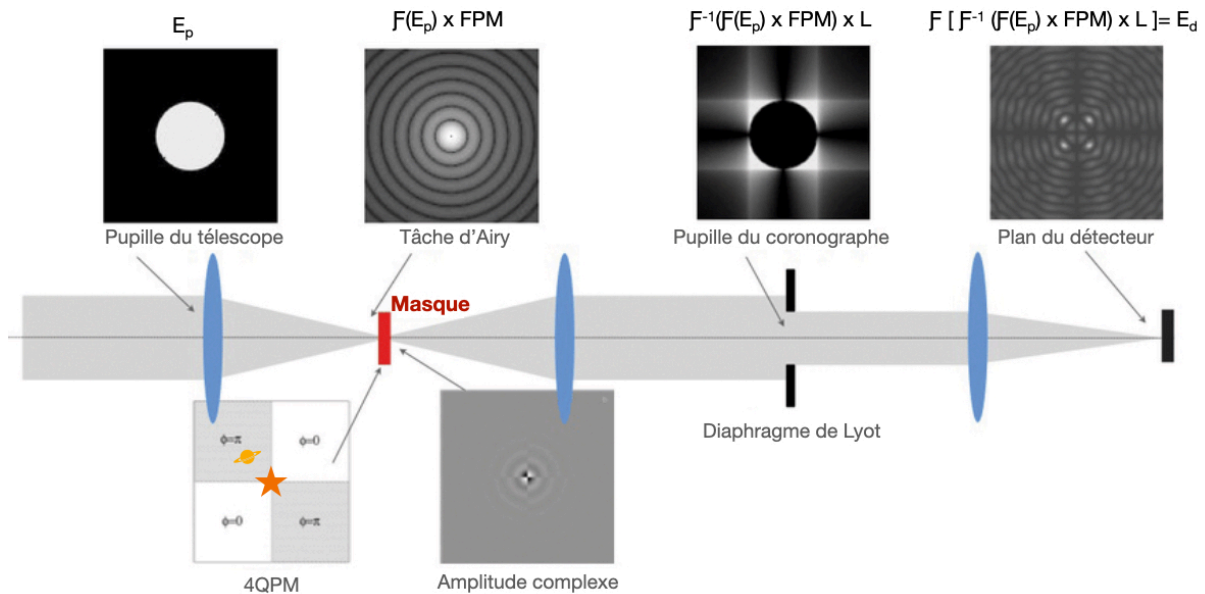 Eₚ
Ƒ(Eₚ) x FPM
Ƒ⁻¹(Ƒ(Eₚ) x FPM) x L
Ƒ [ Ƒ⁻¹ (Ƒ(Eₚ) x FPM) x L ]= E_d
Pupille du télescope
Tâche d'Airy
Pupille du coronographe
Plan du détecteur
Masque
ϕ=π
ϕ=0
ϕ=0
ϕ=π
Diaphragme de Lyot
4QPM
Amplitude complexe